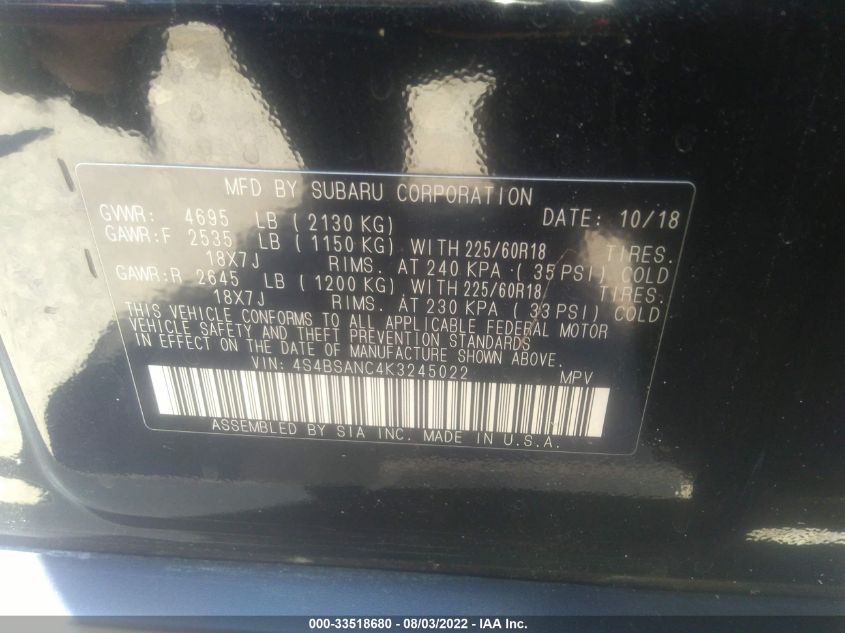 MFD BY SUBARU CORPORATION
GVWR: 4695 LB ( 2130 KG) DATE: 10/18
GAWR:F 2535 LB ( 1150 KG) WITH 225/60R18 TIRES.
18X7J RIMS. AT 240 KPA ( 35 PSI) COLD
GAWR:R 2645 LB ( 1200 KG) WITH 225/60R18 TIRES.
18X7J RIMS. AT 230 KPA ( 33 PSI) COLD
THIS VEHICLE CONFORMS TO ALL APPLICABLE FEDERAL MOTOR
VEHICLE SAFETY AND THEFT PREVENTION STANDARDS
IN EFFECT ON THE DATE OF MANUFACTURE SHOWN ABOVE.
VIN: 4S4BSANC4K3245022 MPV
ASSEMBLED BY SIA INC. MADE IN U.S.A.
000-33518680 - 08/03/2022 - IAA Inc.